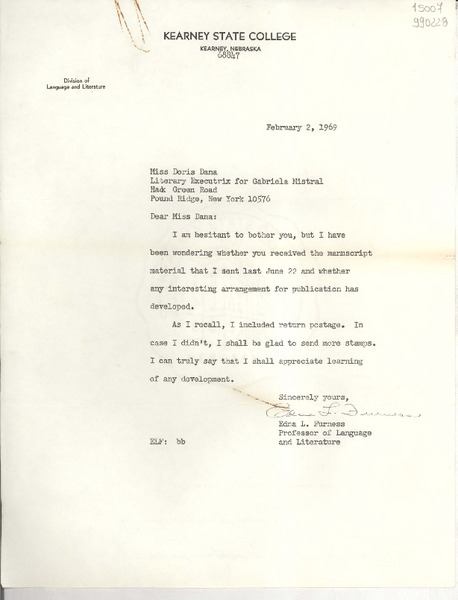 15007
990228
KEARNEY STATE COLLEGE
KEARNEY, NEBRASKA
68847
Division of
Language and Literature
February 2, 1969
Miss Doris Dana
Literary Executrix for Gabriela Mistral
Hack Green Road
Pound Ridge, New York 10576
Dear Miss Dana:
I am hesitant to bother you, but I have
been wondering whether you received the manuscript
material that I sent last June 22 and whether
any interesting arrangement for publication has
developed.
As I recall, I included return postage. In
case I didn't, I shall be glad to send more stamps.
I can truly say that I shall appreciate learning
of any development.
Sincerely yours,
Edna L. Furness
Edna L. Furness
Professor of Language
and Literature
ELF: bb